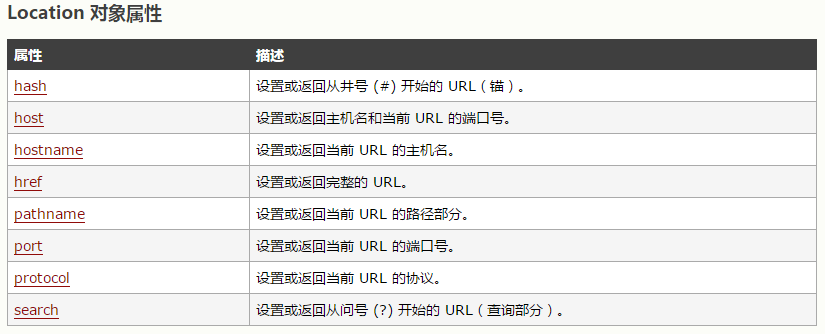 Location 对象属性
属性 描述
hash 设置或返回从井号 (#) 开始的 URL（锚）。
host 设置或返回主机名和当前 URL 的端口号。
hostname 设置或返回当前 URL 的主机名。
href 设置或返回完整的 URL。
pathname 设置或返回当前 URL 的路径部分。
port 设置或返回当前 URL 的端口号。
protocol 设置或返回当前 URL 的协议。
search 设置或返回从问号 (?) 开始的 URL（查询部分）。